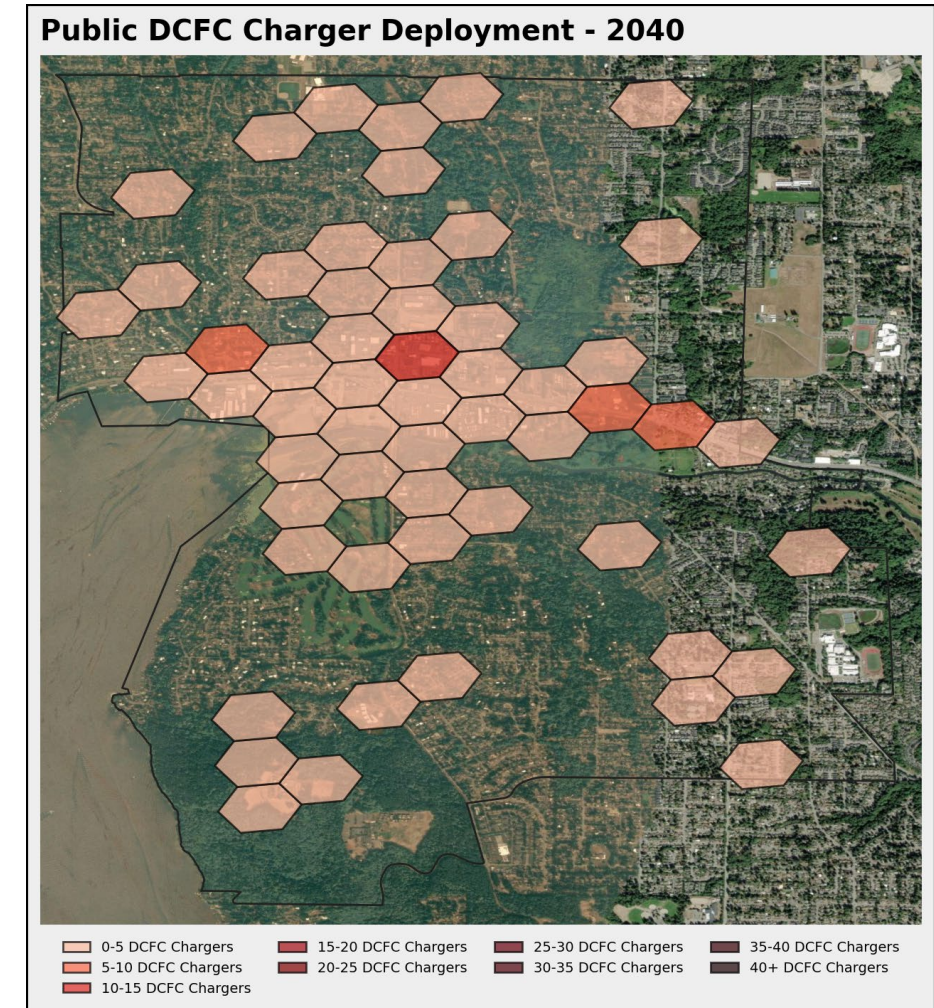 Public DCFC Charger Deployment - 2040
0-5 DCFC Chargers
5-10 DCFC Chargers
10-15 DCFC Chargers
15-20 DCFC Chargers
20-25 DCFC Chargers
25-30 DCFC Chargers
30-35 DCFC Chargers
35-40 DCFC Chargers
40+ DCFC Chargers